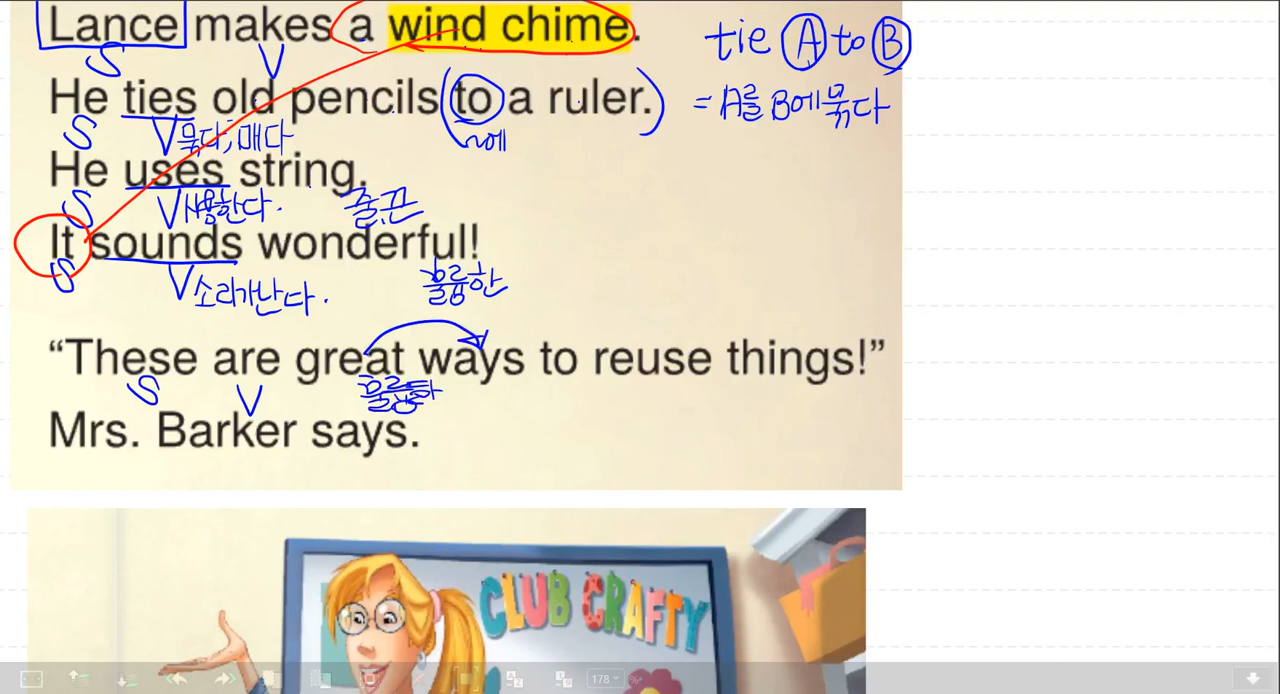 Lance makes a wind chime.
tie A to B
S V
He ties old pencils to a ruler.
= A를 B에 묶다
S V 묶다, 매다 ~에
He uses string.
S V 사용한다. 줄, 끈
It sounds wonderful!
S V 소리가난다. 훌륭한
“These are great ways to reuse things!”
S V 훌륭한
Mrs. Barker says.
CLUB CRAFTY
178 %